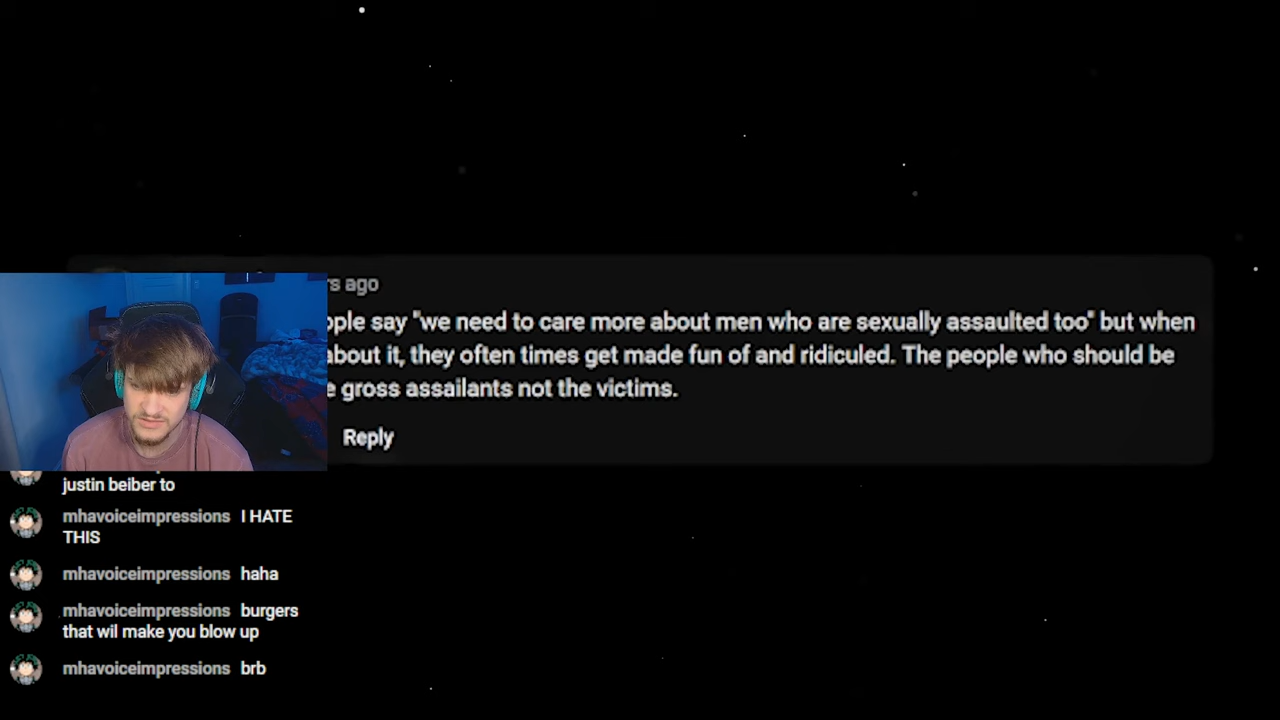 rs ago
ople say "we need to care more about men who are sexually assaulted too" but when
about it, they often times get made fun of and ridiculed. The people who should be
e gross assailants not the victims.
Reply
justin beiber to
mhavoiceimpressions I HATE
THIS
mhavoiceimpressions haha
mhavoiceimpressions burgers
that wil make you blow up
mhavoiceimpressions brb